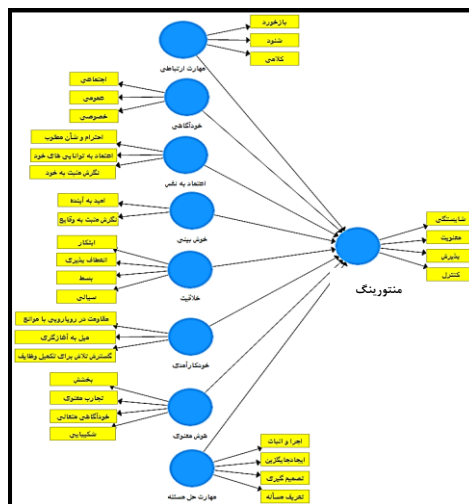 بازخورد
شنود
کلامی
مهارت ارتباطی
اجتماعی
عمومی
خصوصی
خودآگاهی
احترام و شأن مطلوب
اعتماد به توانایی های خود
نگرش مثبت به خود
اعتماد به نفس
امید به آینده
نگرش مثبت به وقایع
خوش بینی
ابتکار
انعطاف پذیری
بسط
سیالی
خلاقیت
مقاومت در رویارویی با موانع
میل به آغازگری
گسترش تلاش برای تکمیل وظایف
خودکارآمدی
بخشش
تجارب معنوی
خودآگاهی متعالی
شکیبایی
هوش معنوی
اجرا و اثبات
ایجادجایگزین
تصمیم گیری
تعریف مسأله
مهارت حل مسئله
شایستگی
معنویت
پذیرش
کنترل
منتورینگ